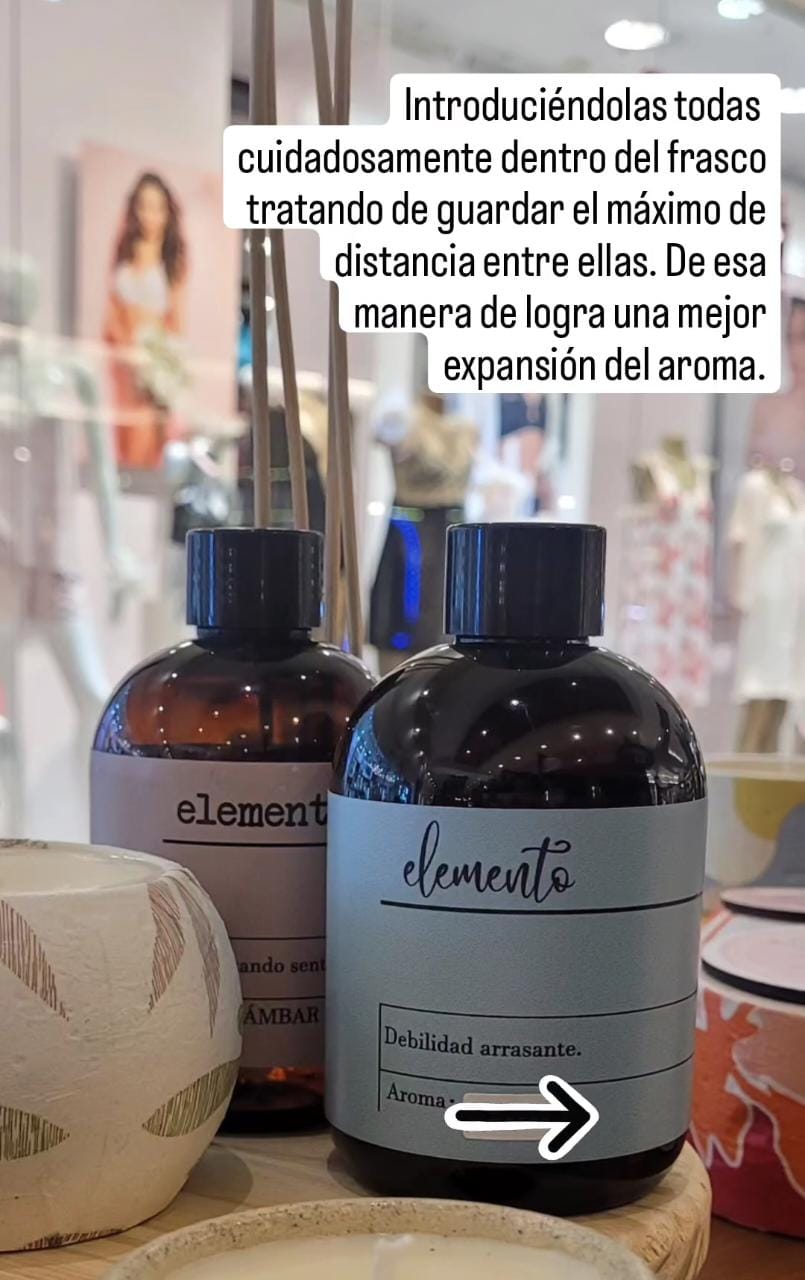 Introduciéndolas todas
cuidadosamente dentro del frasco
tratando de guardar el máximo de
distancia entre ellas. De esa
manera de logra una mejor
expansión del aroma.
element
ando sent
ÁMBAR
elemento
Debilidad arrasante.
Aroma: